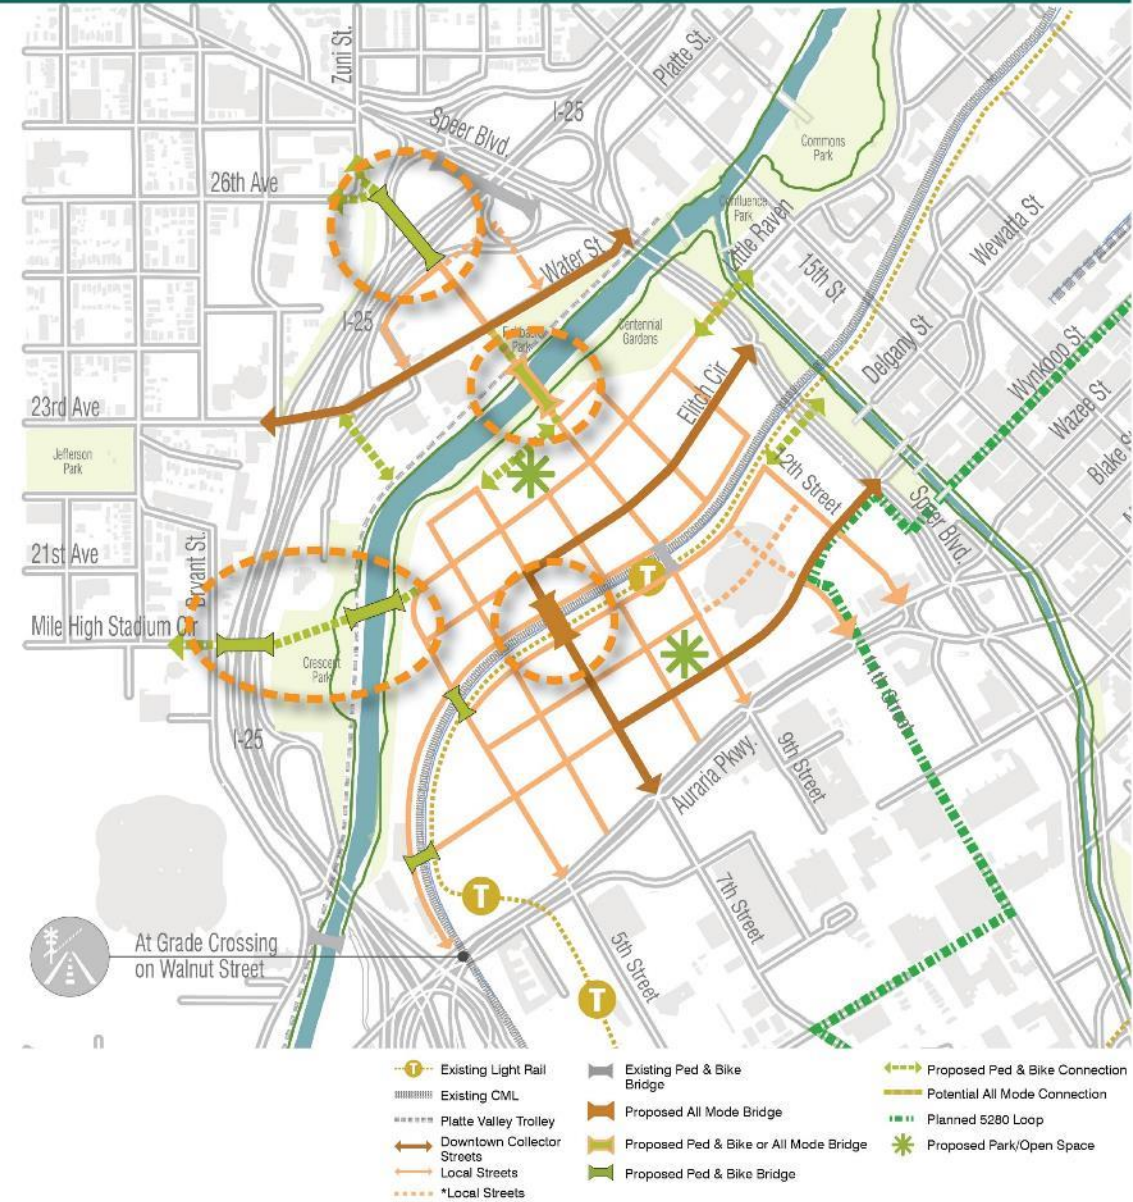 Zuni St.
Platte St.
I-25
Speer Blvd.
Commons
Park
26th Ave
Confluence
Park
Little Raven
Wewatta St
Water St.
15th St
I-25
Centennial
Gardens
Park
Delgany St
Wynkoop St
Elitch Cir
23rd Ave
Wazee St
Jefferson
Park
Blake S
12th Street
Speer Blvd.
21st Ave
Bryant St.
T
Mile High Stadium Cir
Crescent
Park
11th Street
I-25
9th Street
Auraria Pkwy.
T
7th Street
At Grade Crossing
on Walnut Street
5th Street
T
T Existing Light Rail
Existing CML
Platte Valley Trolley
Downtown Collector
Streets
Local Streets
*Local Streets
Existing Ped & Bike
Bridge
Proposed All Mode Bridge
Proposed Ped & Bike or All Mode Bridge
Proposed Ped & Bike Bridge
Proposed Ped & Bike Connection
Potential All Mode Connection
Planned 5280 Loop
Proposed Park/Open Space